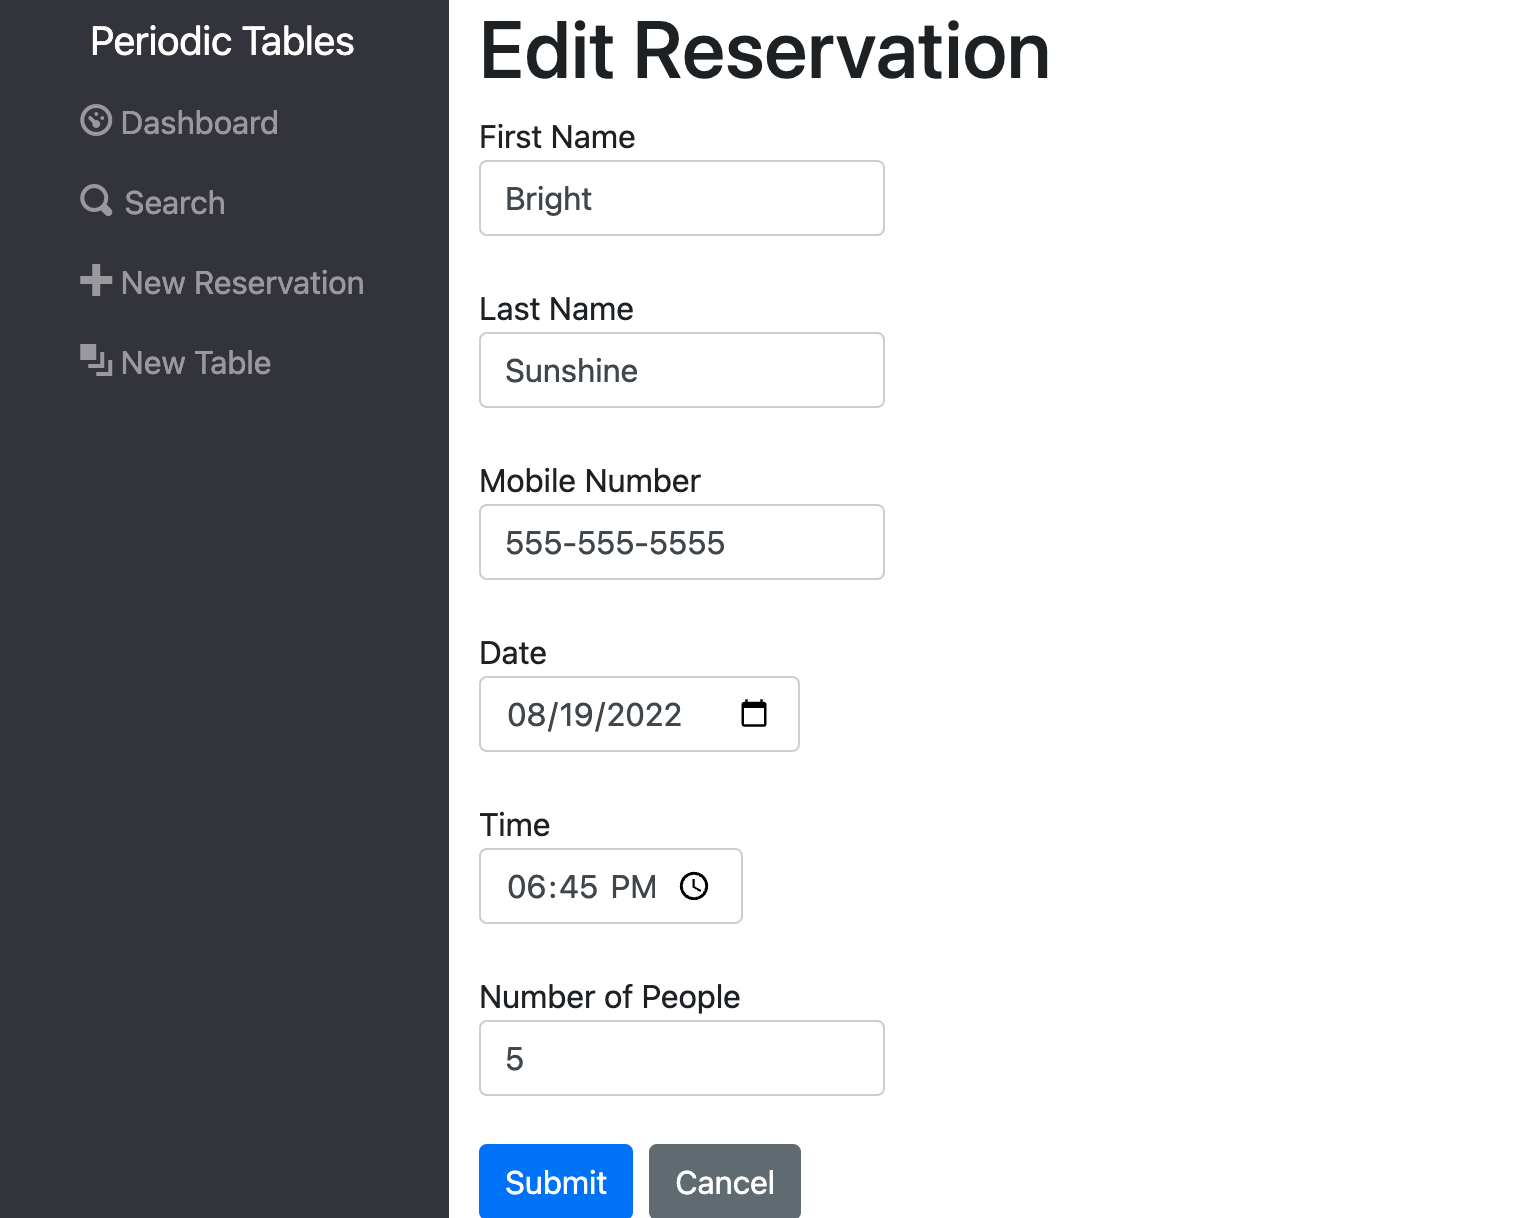 Periodic Tables
Dashboard
Search
New Reservation
New Table
Edit Reservation
First Name
Bright
Last Name
Sunshine
Mobile Number
555-555-5555
Date
08/19/2022
Time
06:45 PM
Number of People
5
Submit
Cancel